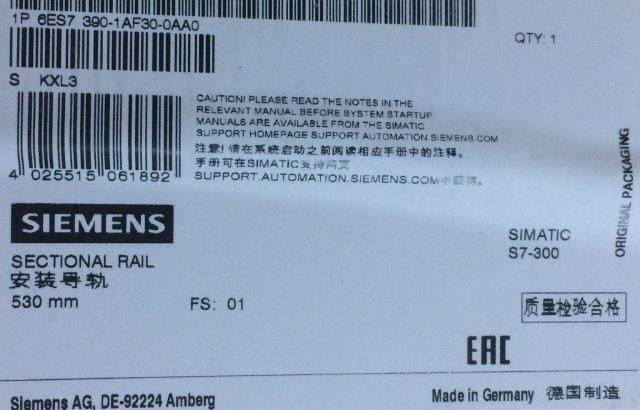 1P 6ES7 390-1AF30-0AA0
QTY: 1
S KXL3
CAUTION! PLEASE READ THE NOTES IN THE
RELEVANT MANUAL BEFORE SYSTEM STARTUP
MANUALS ARE AVAILABLE FROM THE SIMATIC
SUPPORT HOMEPAGE SUPPORT.AUTOMATION.SIEMENS.COM
注意!请在系统启动之前阅读相应手册中的注释。
手册可在SIMATIC支持网页
SUPPORT.AUTOMATION.SIEMENS.COM中获得。
4 025515 061892
ORIGINAL PACKAGING
SIEMENS
SIMATIC
S7-300
SECTIONAL RAIL
安装导轨
530 mm FS: 01
质量检验合格
EAC
Siemens AG, DE-92224 Amberg
Made in Germany 德国制造